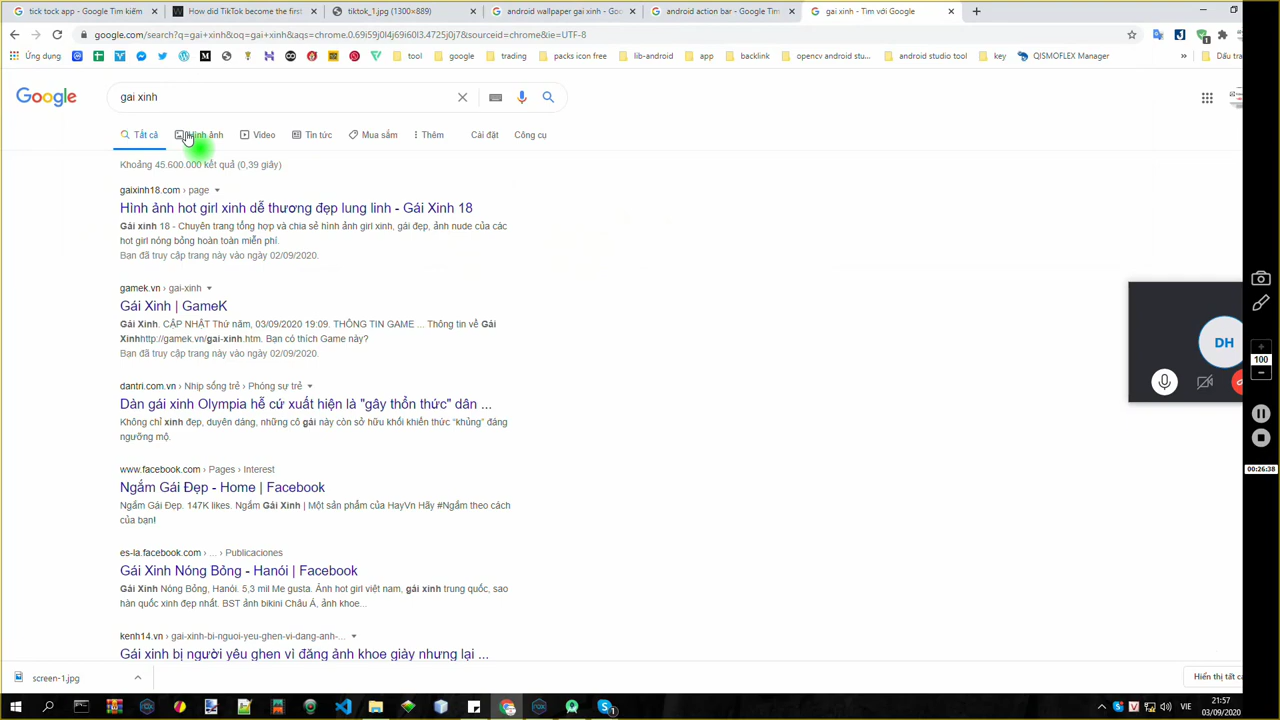 tick tock app - Google Tìm kiếm
How did TikTok become the first
tiktok_1.jpg (1300×889)
android wallpaper gai xinh - Goo
android action bar - Google Tìm
gai xinh - Tìm với Google
google.com/search?q=gai+xinh&oq=gai+xinh&aqs=chrome.0.69i59j0l4j69i60l3.4725j0j7&sourceid=chrome&ie=UTF-8
Ứng dụng
tool
google
trading
packs icon free
lib-android
app
backlink
opencv android stu...
android studio tool
key
QISMOFLEX Manager
»
Dấu tra
Google
gai xinh
Tất cả
Hình ảnh
Video
Tin tức
Mua sắm
Thêm
Cài đặt
Công cụ
Khoảng 45.600.000 kết quả (0,39 giây)
gaixinh18.com › page
Hình ảnh hot girl xinh dễ thương đẹp lung linh - Gái Xinh 18
Gái xinh 18 - Chuyên trang tổng hợp và chia sẻ hình ảnh girl xinh, gái đẹp, ảnh nude của các
hot girl nóng bỏng hoàn toàn miễn phí.
Bạn đã truy cập trang này vào ngày 02/09/2020.
gamek.vn › gai-xinh
Gái Xinh | GameK
Gái Xinh. CẬP NHẬT Thứ năm, 03/09/2020 19:09. THÔNG TIN GAME ... Thông tin về Gái
Xinhhttp://gamek.vn/gai-xinh.htm. Bạn có thích Game này?
Bạn đã truy cập trang này vào ngày 02/09/2020.
dantri.com.vn › Nhịp sống trẻ › Phóng sự trẻ
Dàn gái xinh Olympia hễ cứ xuất hiện là "gây thổn thức" dân ...
Không chỉ xinh đẹp, duyên dáng, những cô gái này còn sở hữu khối khiến thức "khủng" đáng
ngưỡng mộ.
www.facebook.com › Pages › Interest
Ngắm Gái Đẹp - Home | Facebook
Ngắm Gái Đẹp. 147K likes. Ngắm Gái Xinh | Một sản phẩm của HayVn Hãy #Ngắm theo cách
của bạn!
es-la.facebook.com › ... › Publicaciones
Gái Xinh Nóng Bỏng - Hanói | Facebook
Gái Xinh Nóng Bỏng, Hanói. 5,3 mil Me gusta. Ảnh hot girl việt nam, gái xinh trung quốc, sao
hàn quốc xinh đẹp nhất. BST ảnh bikini Châu Á, ảnh khoe...
kenh14.vn › gai-xinh-bi-nguoi-yeu-ghen-vi-dang-anh-...
Gái xinh bị người yêu ghen vì đăng ảnh khoe giày nhưng lại ...
DH
100
00:26:38
screen-1.jpg
Hiển thị tất cả
VIE
21:57
03/09/2020